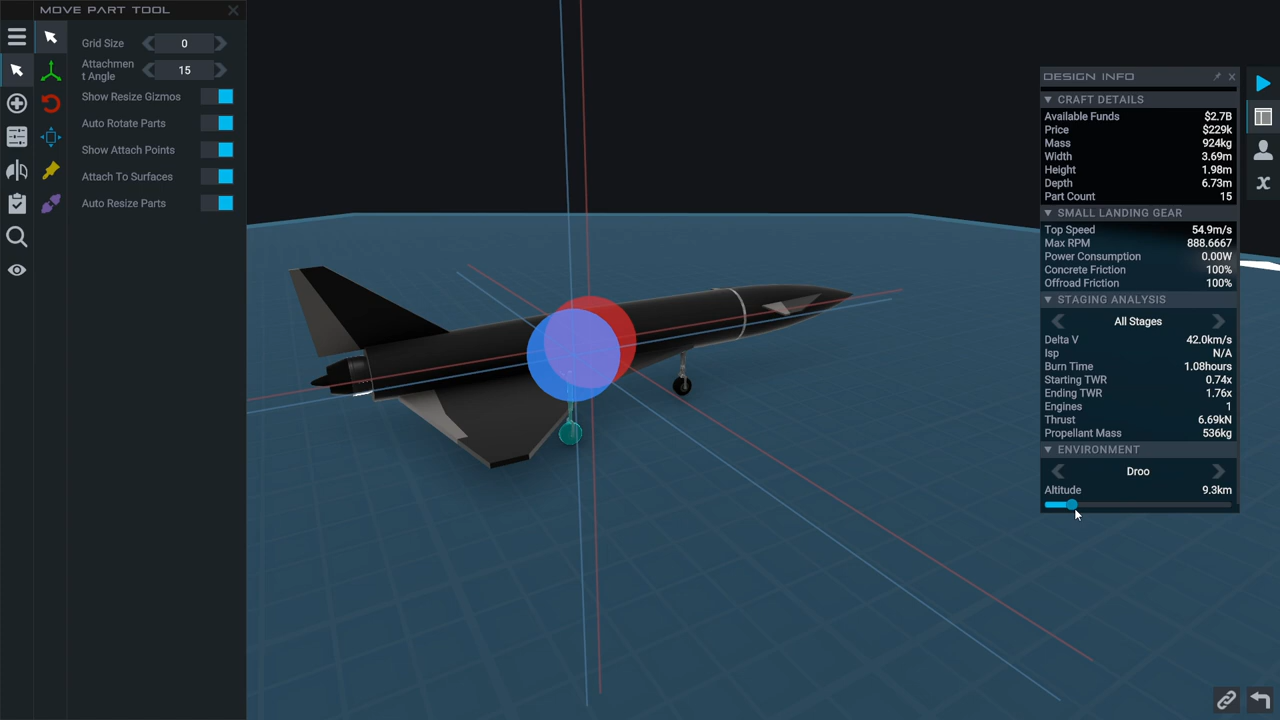 MOVE PART TOOL
Grid Size 0
Attachmen
t Angle 15
Show Resize Gizmos
Auto Rotate Parts
Show Attach Points
Attach To Surfaces
Auto Resize Parts
DESIGN INFO
CRAFT DETAILS
Available Funds $2.7B
Price $229k
Mass 924kg
Width 3.69m
Height 1.98m
Depth 6.73m
Part Count 15
SMALL LANDING GEAR
Top Speed 54.9m/s
Max RPM 888.6667
Power Consumption 0.00W
Concrete Friction 100%
Offroad Friction 100%
STAGING ANALYSIS
All Stages
Delta V 42.0km/s
Isp N/A
Burn Time 1.08hours
Starting TWR 0.74x
Ending TWR 1.76x
Engines 1
Thrust 6.69kN
Propellant Mass 536kg
ENVIRONMENT
Droo
Altitude 9.3km